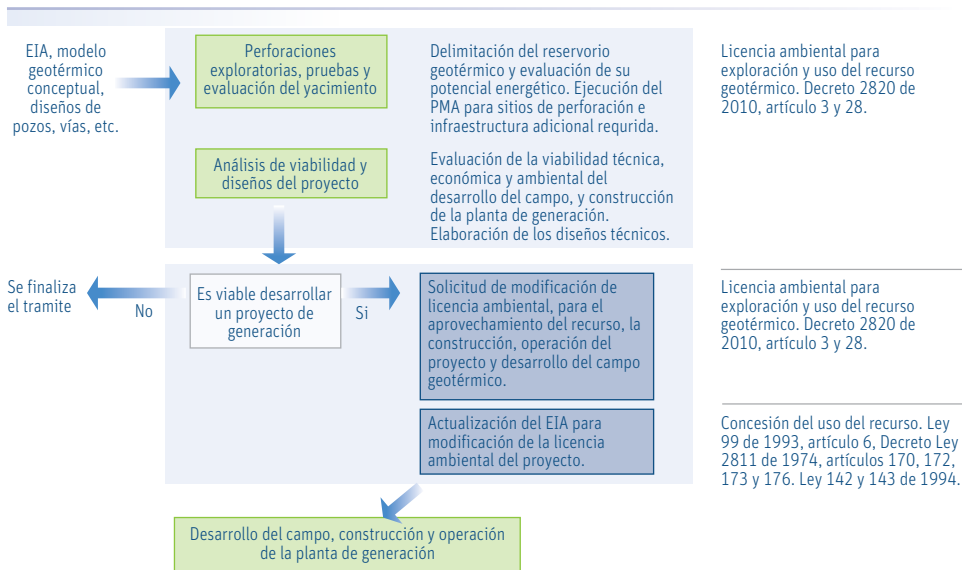 EIA, modelo
geotérmico
conceptual,
diseños de
pozos, vías, etc.
Perforaciones
exploratorias, pruebas y
evaluación del yacimiento
Delimitación del reservorio
geotérmico y evaluación de su
potencial energético. Ejecución del
PMA para sitios de perforación e
infraestructura adicional requrida.
Licencia ambiental para
exploración y uso del recurso
geotérmico. Decreto 2820 de
2010, artículo 3 y 28.
Análisis de viabilidad y
diseños del proyecto
Evaluación de la viabilidad técnica,
económica y ambiental del
desarrollo del campo, y construcción
de la planta de generación.
Elaboración de los diseños técnicos.
Se finaliza
el tramite
No
Es viable desarrollar
un proyecto de
generación
Si
Solicitud de modificación de
licencia ambiental, para el
aprovechamiento del recurso, la
construcción, operación del
proyecto y desarrollo del campo
geotérmico.
Licencia ambiental para
exploración y uso del recurso
geotérmico. Decreto 2820 de
2010, artículo 3 y 28.
Actualización del EIA para
modificación de la licencia
ambiental del proyecto.
Concesión del uso del recurso. Ley
99 de 1993, artículo 6, Decreto Ley
2811 de 1974, artículos 170, 172,
173 y 176. Ley 142 y 143 de 1994.
Desarrollo del campo, construcción y operación
de la planta de generación